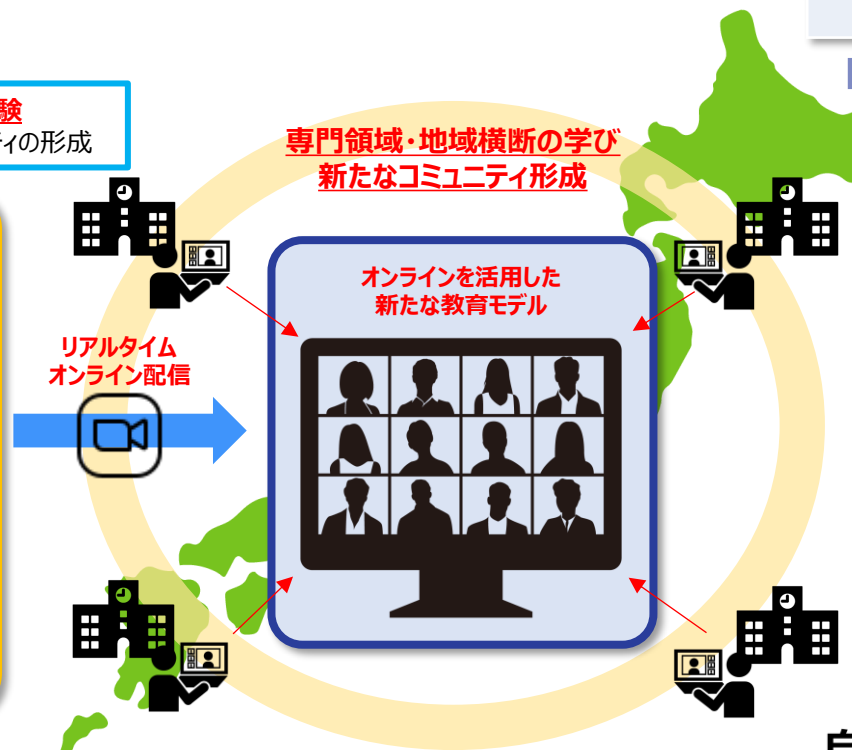 験
ィの形成
専門領域・地域横断の学び
新たなコミュニティ形成
オンラインを活用した
新たな教育モデル
リアルタイム
オンライン配信